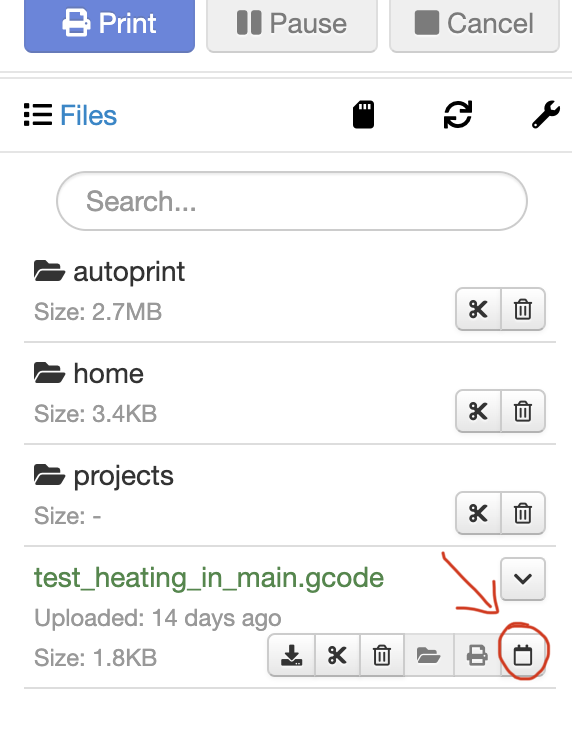 Print Pause Cancel
Files
Search...
autoprint
Size: 2.7MB
home
Size: 3.4KB
projects
Size: -
test_heating_in_main.gcode
Uploaded: 14 days ago
Size: 1.8KB